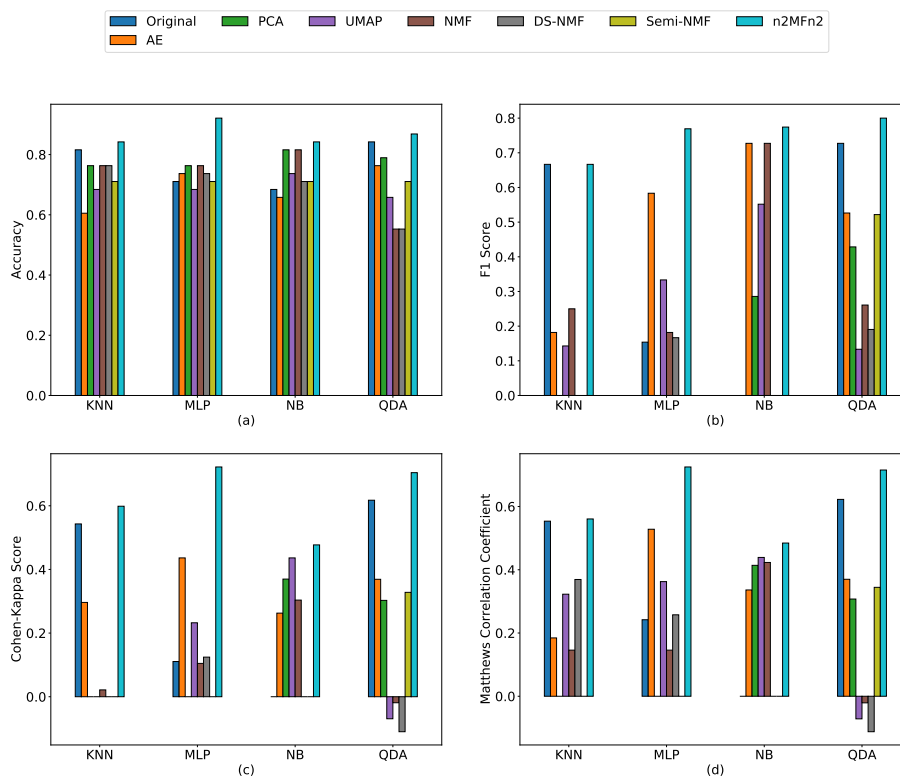 Original PCA UMAP NMF DS-NMF Semi-NMF n2MFn2
AE
Accuracy
0.8
0.6
0.4
0.2
0.0
KNN MLP NB QDA
(a)
F1 Score
0.8
0.7
0.6
0.5
0.4
0.3
0.2
0.1
0.0
KNN MLP NB QDA
(b)
Cohen-Kappa Score
0.6
0.4
0.2
0.0
KNN MLP NB QDA
(c)
Matthews Correlation Coefficient
0.6
0.4
0.2
0.0
KNN MLP NB QDA
(d)